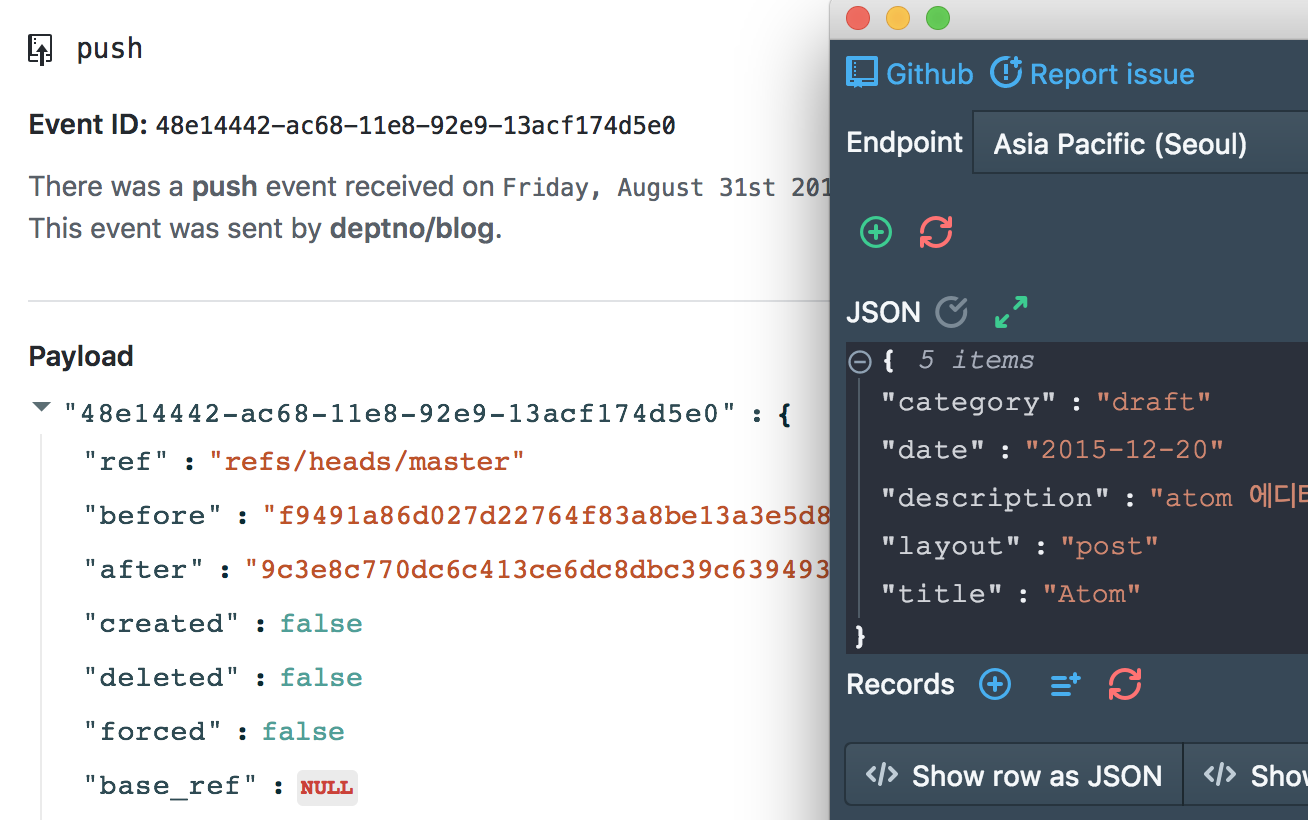 push
Event ID: 48e14442-ac68-11e8-92e9-13acf174d5e0
There was a push event received on Friday, August 31st 201
This event was sent by deptno/blog.
Payload
"48e14442-ac68-11e8-92e9-13acf174d5e0" : {
"ref" : "refs/heads/master"
"before" : "f9491a86d027d22764f83a8be13a3e5d8
"after" : "9c3e8c770dc6c413ce6dc8dbc39c639493
"created" : false
"deleted" : false
"forced" : false
"base_ref" : NULL
Github Report issue
Endpoint Asia Pacific (Seoul)
JSON
{ 5 items
"category" : "draft"
"date" : "2015-12-20"
"description" : "atom 에디터
"layout" : "post"
"title" : "Atom"
}
Records
</> Show row as JSON </> Show